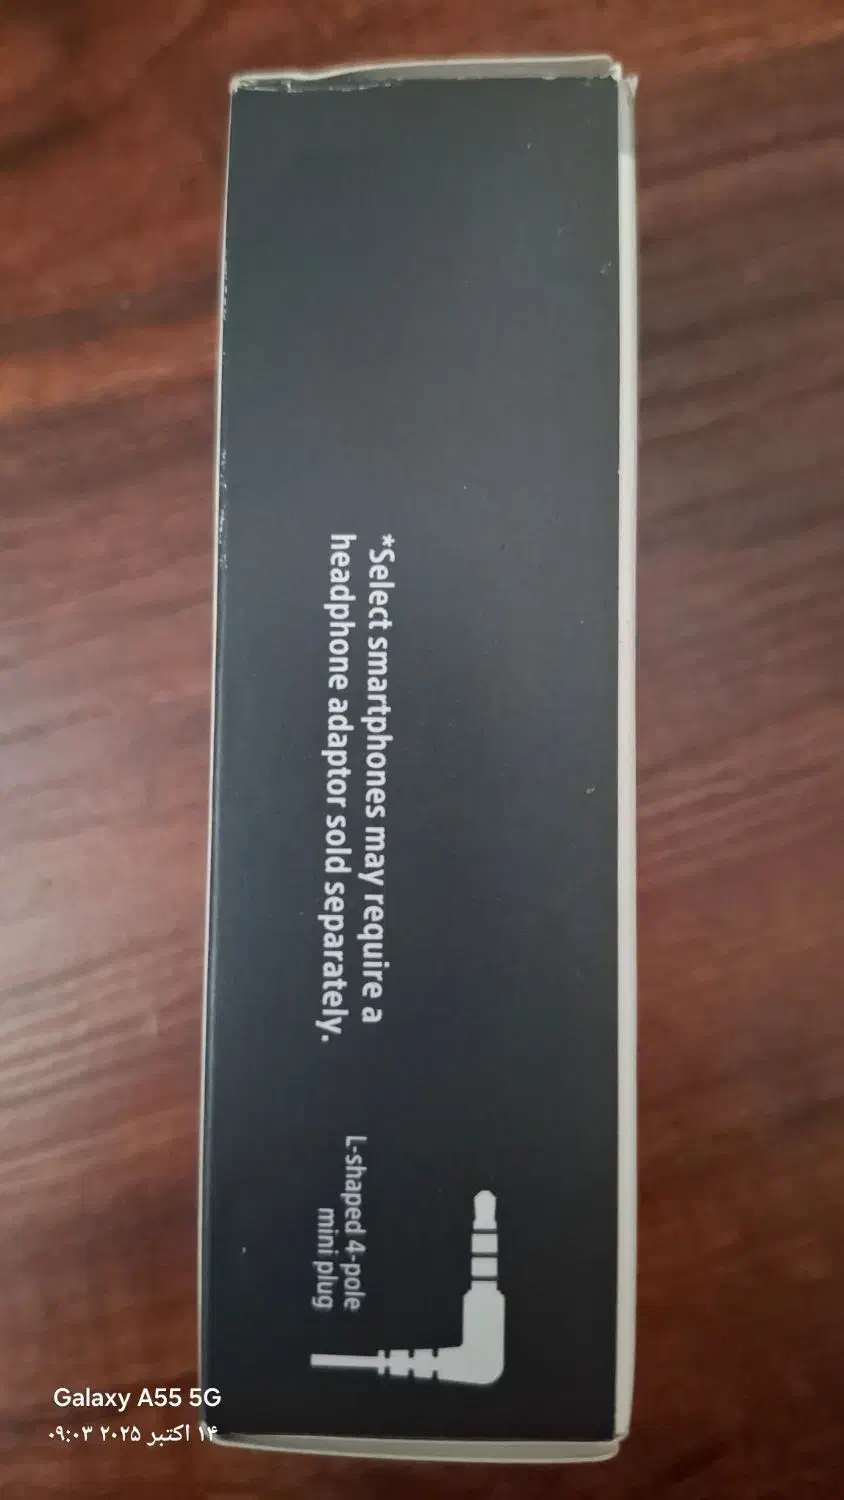 *Select smartphones may require a
headphone adaptor sold separately.
L-shaped 4-pole
mini plug
Galaxy A55 5G
۱۴ اکتبر ۲۰۲۵ ۰۹:۰۳